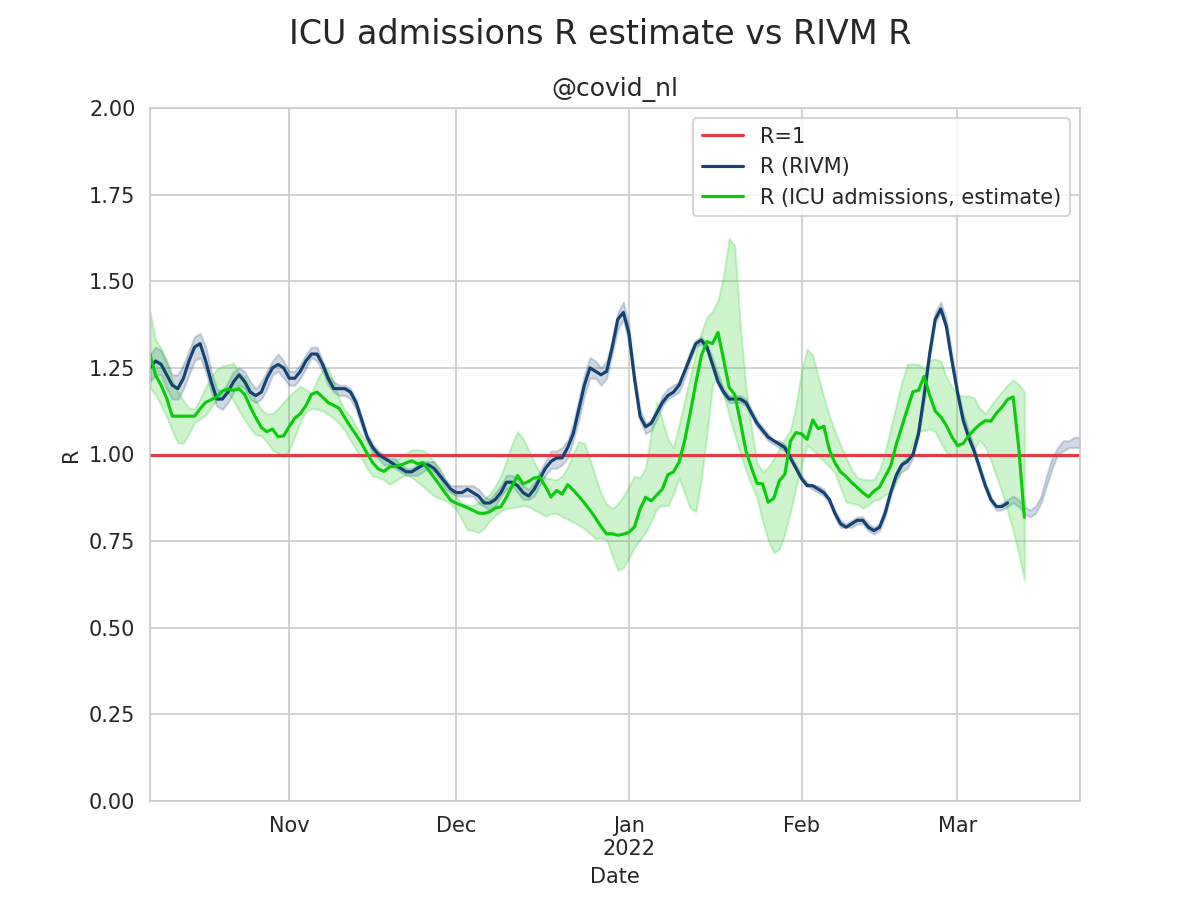 ICU admissions R estimate vs RIVM R
@covid_nl
2.00
1.75
1.50
1.25
1.00
0.75
0.50
0.25
0.00
R
R=1
R (RIVM)
R (ICU admissions, estimate)
Nov Dec Jan Feb Mar
2022
Date